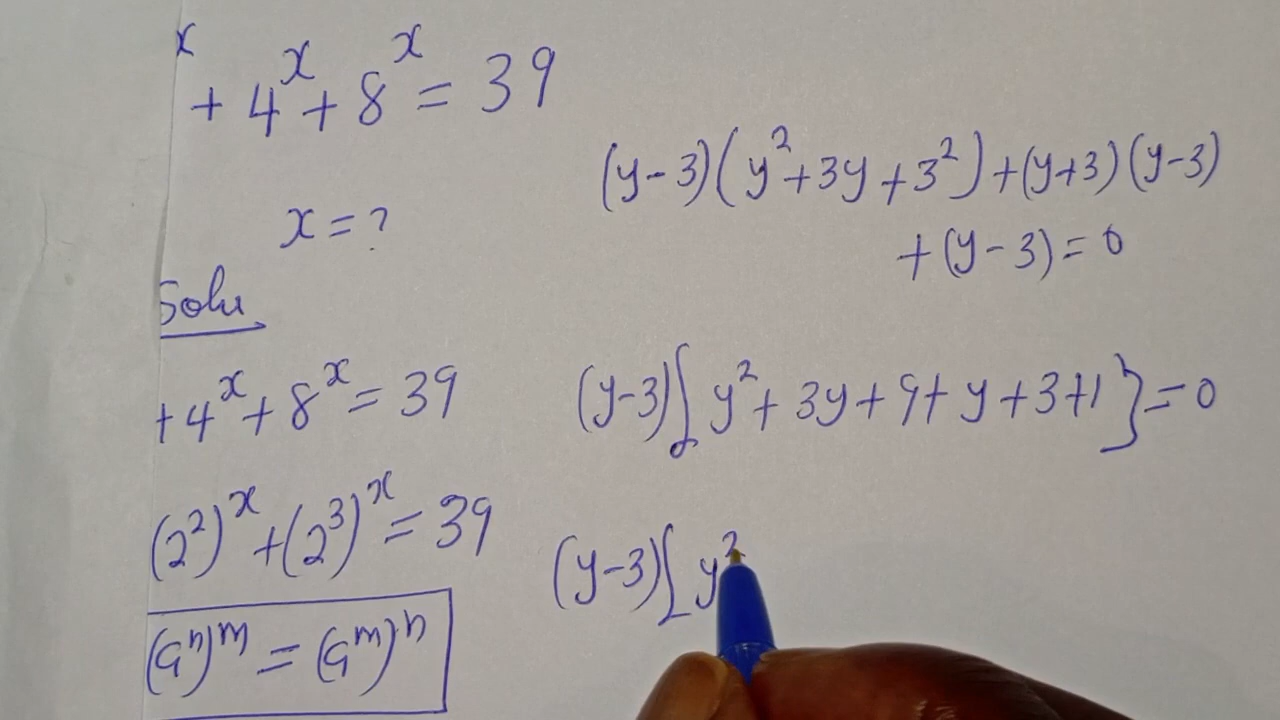 x + 4^x + 8^x = 39
x = ?
Solu
+ 4^x + 8^x = 39
(2^2)^x + (2^3)^x = 39
(a^n)^m = (a^m)^n
(y-3)(y^2+3y+3^2)+(y+3)(y-3)
+(y-3)=0
(y-3)[y^2+3y+9+y+3+1}=0
(y-3)[y^2